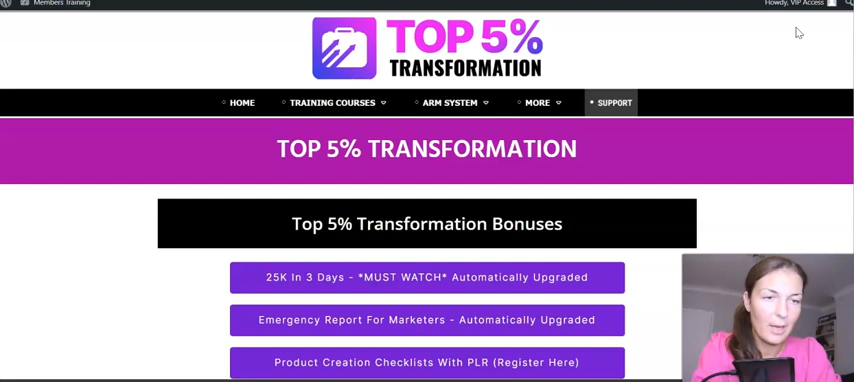 Members Training
Howdy, VIP Access
TOP 5%
TRANSFORMATION
HOME TRAINING COURSES ARM SYSTEM MORE SUPPORT
TOP 5% TRANSFORMATION
Top 5% Transformation Bonuses
25K In 3 Days - *MUST WATCH* Automatically Upgraded
Emergency Report For Marketers - Automatically Upgraded
Product Creation Checklists With PLR (Register Here)